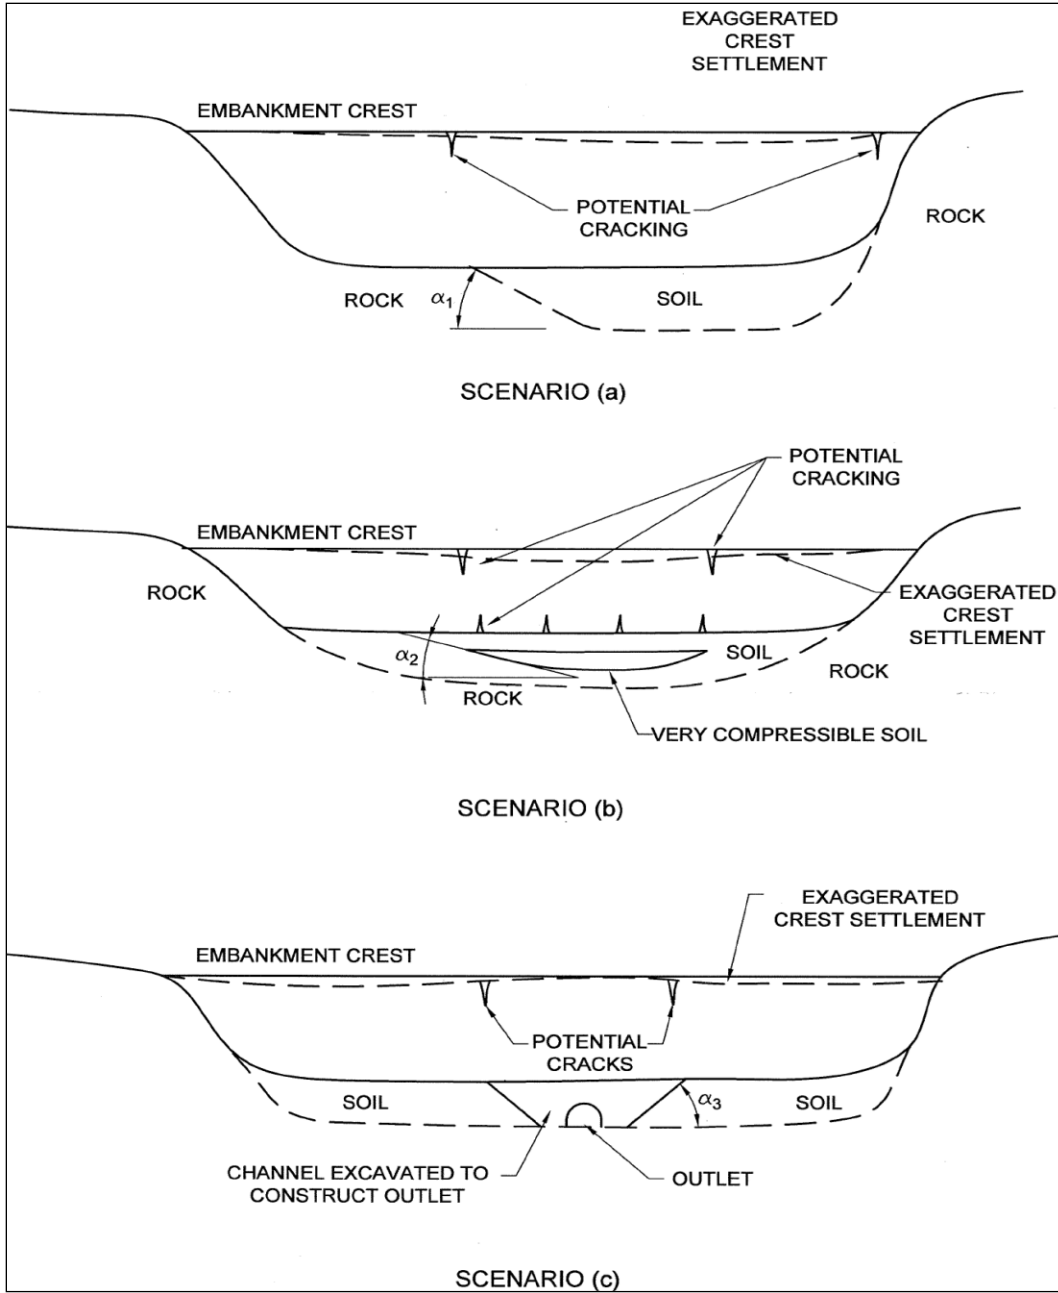 EXAGGERATED
CREST
SETTLEMENT
EMBANKMENT CREST
POTENTIAL
CRACKING
ROCK
ROCK
α1
SOIL
SCENARIO (a)
POTENTIAL
CRACKING
EMBANKMENT CREST
ROCK
EXAGGERATED
CREST
SETTLEMENT
α2
SOIL
ROCK
ROCK
VERY COMPRESSIBLE SOIL
SCENARIO (b)
EXAGGERATED
CREST SETTLEMENT
EMBANKMENT CREST
POTENTIAL
CRACKS
SOIL
α3
SOIL
CHANNEL EXCAVATED TO
CONSTRUCT OUTLET
OUTLET
SCENARIO (c)